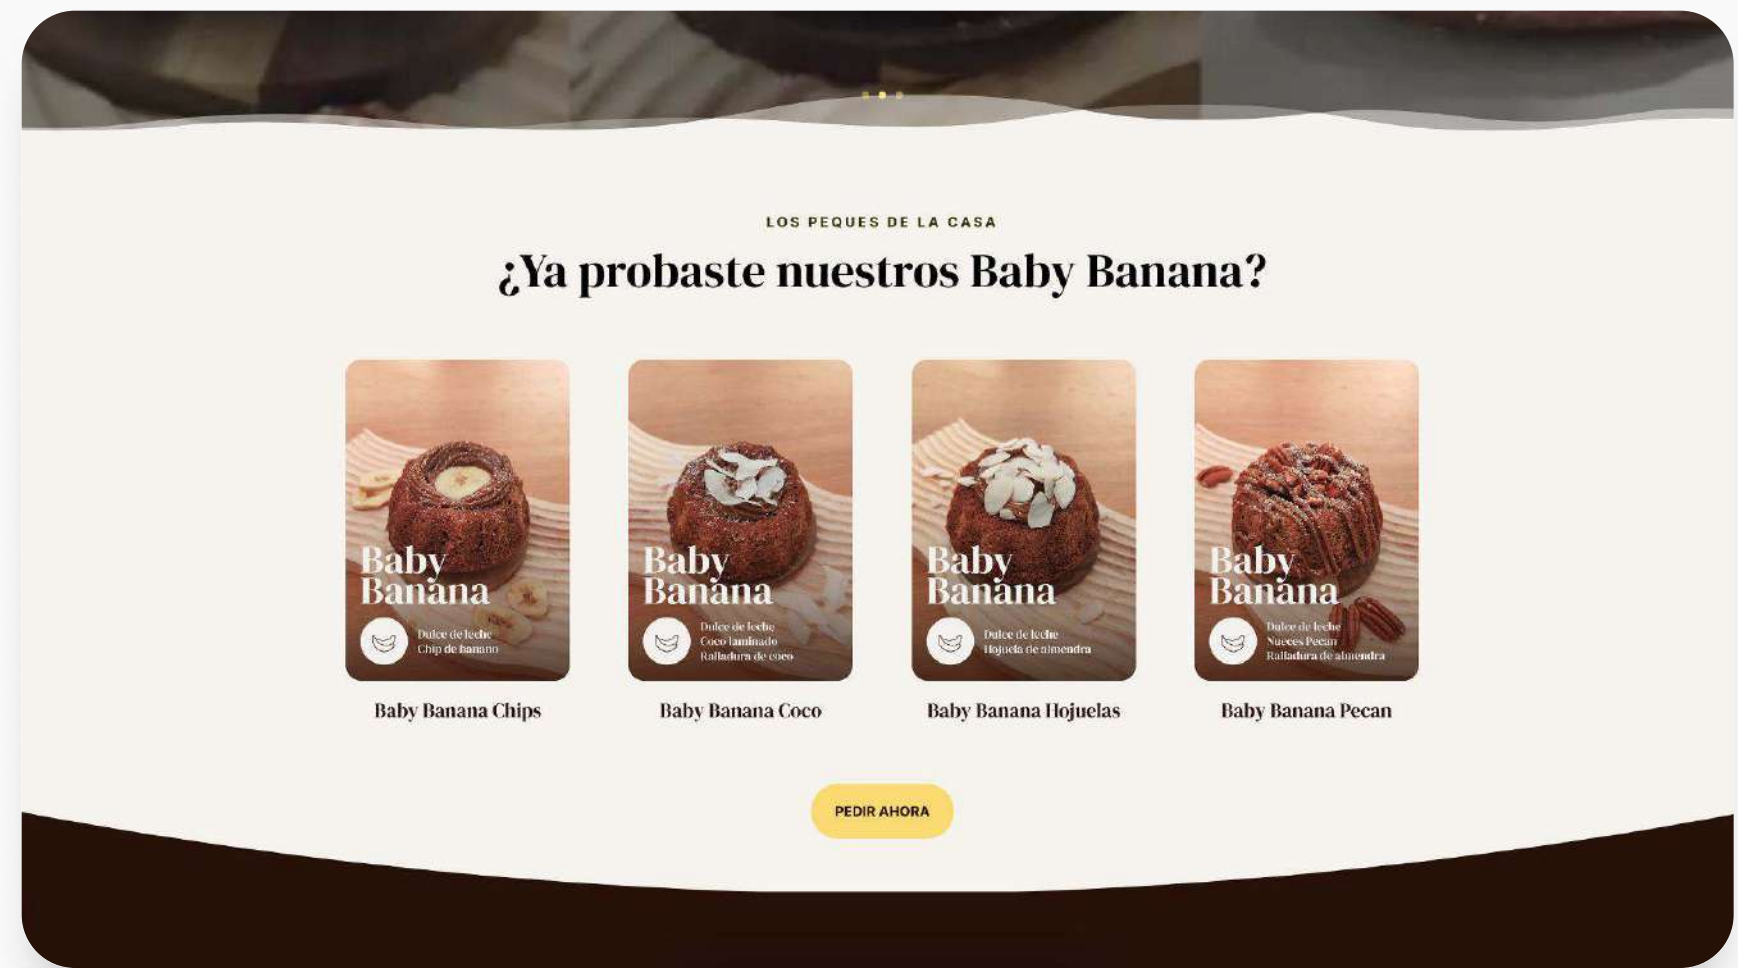 LOS PEQUES DE LA CASA
¿Ya probaste nuestros Baby Banana?
Baby
Banana
Dulce de leche
Chip de banano
Baby Banana Chips
Baby
Banana
Dulce de leche
Coco laminado
Ralladura de coco
Baby Banana Coco
Baby
Banana
Dulce de leche
Hojuela de almendra
Baby Banana Hojuelas
Baby
Banana
Dulce de leche
Nueces Pecan
Ralladura de almendra
Baby Banana Pecan
PEDIR AHORA